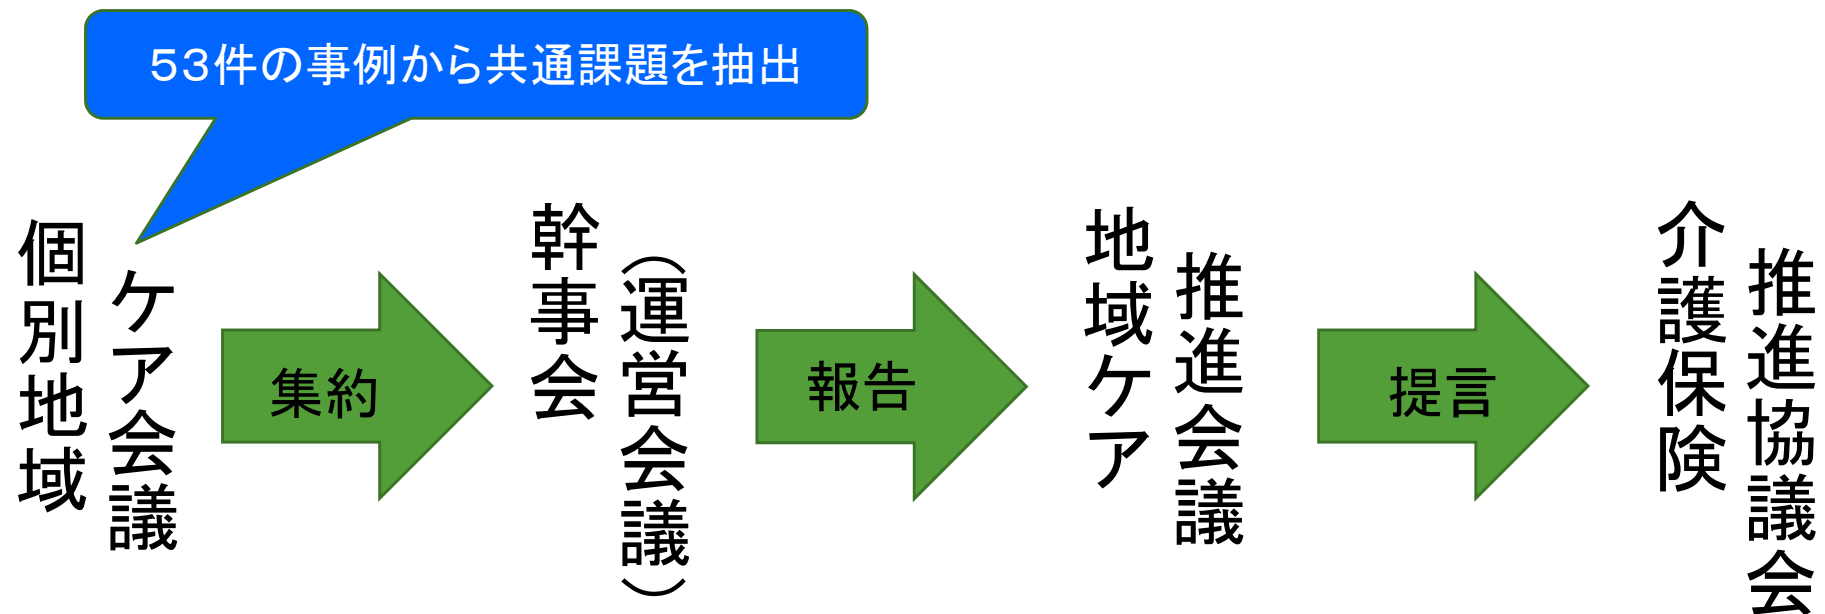 53件の事例から共通課題を抽出
個別地域
ケア会議
集約
幹事会
（運営会議）
報告
地域ケア
推進会議
提言
介護保険
推進協議会